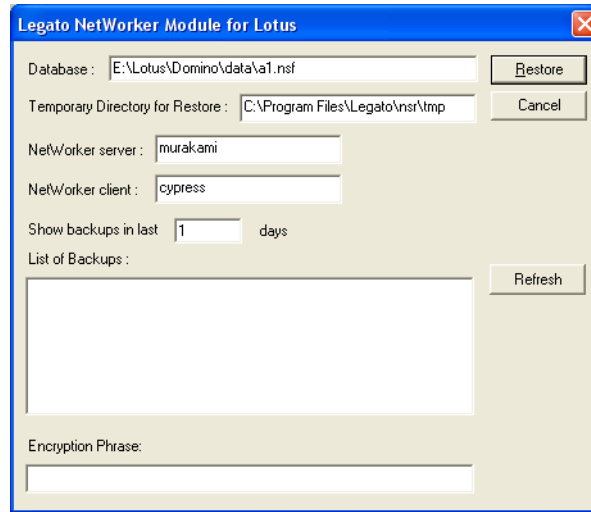 Legato NetWorker Module for Lotus
Database : E:\Lotus\Domino\data\a1.nsf
Restore
Temporary Directory for Restore : C:\Program Files\Legato\nsr\tmp
Cancel
NetWorker server : murakami
NetWorker client : cypress
Show backups in last 1 days
List of Backups :
Refresh
Encryption Phrase: